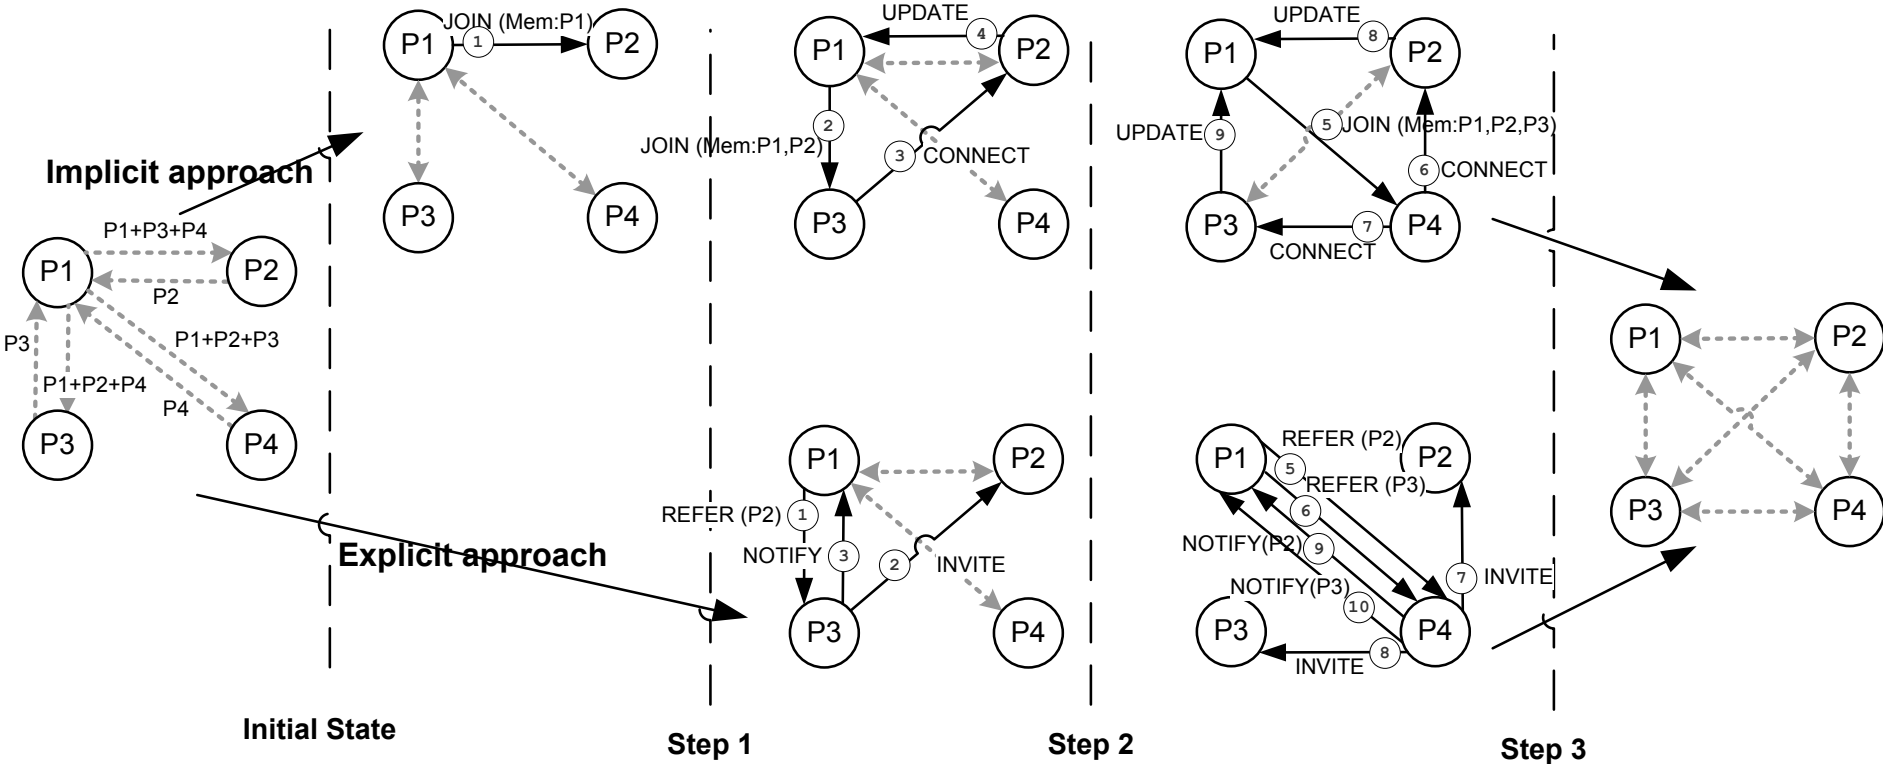 Implicit approach
P1+P3+P4
P1
P2
P2
P3
P1+P2+P3
P1+P2+P4
P4
P3
P4
Explicit approach
Initial State
P1
JOIN (Mem:P1)
1
P2
P3
P4
Step 1
UPDATE
4
P1
P2
2
JOIN (Mem:P1,P2)
3
CONNECT
P3
P4
P1
P2
REFER (P2)
1
NOTIFY
3
2
INVITE
P3
P4
Step 2
UPDATE
8
P1
P2
UPDATE
9
5
JOIN (Mem:P1,P2,P3)
6
CONNECT
P3
7
P4
CONNECT
REFER (P2)
P1
P2
5
REFER (P3)
6
NOTIFY(P2)
9
7
INVITE
NOTIFY(P3)
10
P3
P4
8
INVITE
Step 3
P1
P2
P3
P4